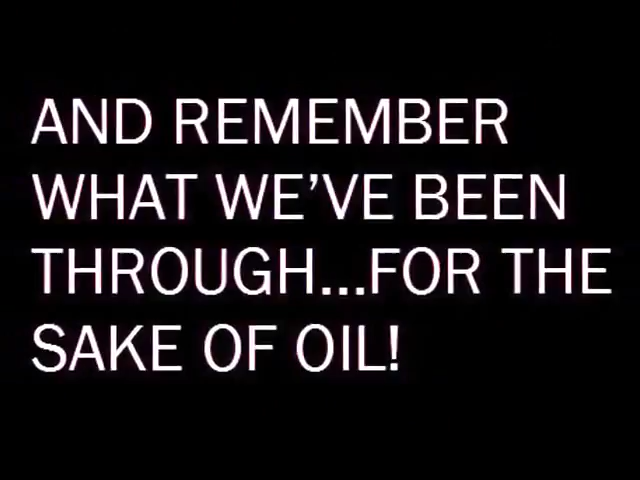 AND REMEMBER
WHAT WE’VE BEEN
THROUGH...FOR THE
SAKE OF OIL!